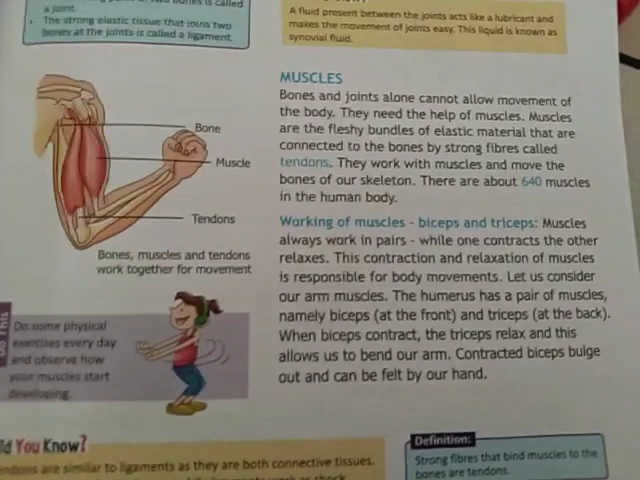 of two bones is called
a joint.
• The strong elastic tissue that joins two
bones at the joints is called a ligament.
A fluid present between the joints acts like a lubricant and
makes the movement of joints easy. This liquid is known as
synovial fluid.
Bone
Muscle
Tendons
Bones, muscles and tendons
work together for movement
Do This
Do some physical
exercises every day
and observe how
your muscles start
developing.
MUSCLES
Bones and joints alone cannot allow movement of
the body. They need the help of muscles. Muscles
are the fleshy bundles of elastic material that are
connected to the bones by strong fibres called
tendons. They work with muscles and move the
bones of our skeleton. There are about 640 muscles
in the human body.
Working of muscles - biceps and triceps: Muscles
always work in pairs - while one contracts the other
relaxes. This contraction and relaxation of muscles
is responsible for body movements. Let us consider
our arm muscles. The humerus has a pair of muscles,
namely biceps (at the front) and triceps (at the back).
When biceps contract, the triceps relax and this
allows us to bend our arm. Contracted biceps bulge
out and can be felt by our hand.
ld You Know?
endons are similar to ligaments as they are both connective tissues.
Definition:
Strong fibres that bind muscles to the
bones are tendons.